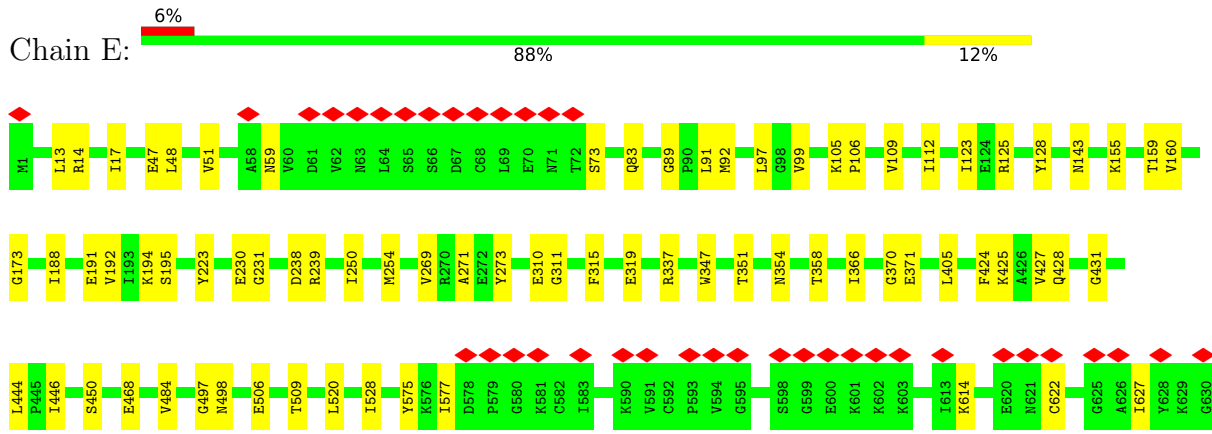 6%
Chain E:
88% 12%
M1 L13 R14 I17 E47 L48 V51 A58 N59 V60 D61 V62 N63 L64 S65 S66 D67 C68 L69 E70 N71 T72 S73 Q83 G89 P90 L91 M92 L97 G98 V99 K105 P106 V109 I112 I123 E124 R125 Y128 N143 K155 T159 V160
G173 I188 E191 V192 I193 K194 S195 Y223 E230 G231 D238 R239 I250 M254 V269 R270 A271 E272 Y273 E310 G311 F315 E319 R337 W347 T351 N354 T358 I366 G370 E371 L405 F424 K425 A426 V427 Q428 G431
L444 P445 I446 S450 E468 V484 G497 N498 E506 T509 L520 I528 Y575 K576 I577 D578 P579 G580 K581 C582 I583 K590 V591 C592 P593 V594 G595 S598 G599 E600 K601 K602 K603 I613 K614 E620 N621 C622 G625 A626 I627 Y628 K629 G630